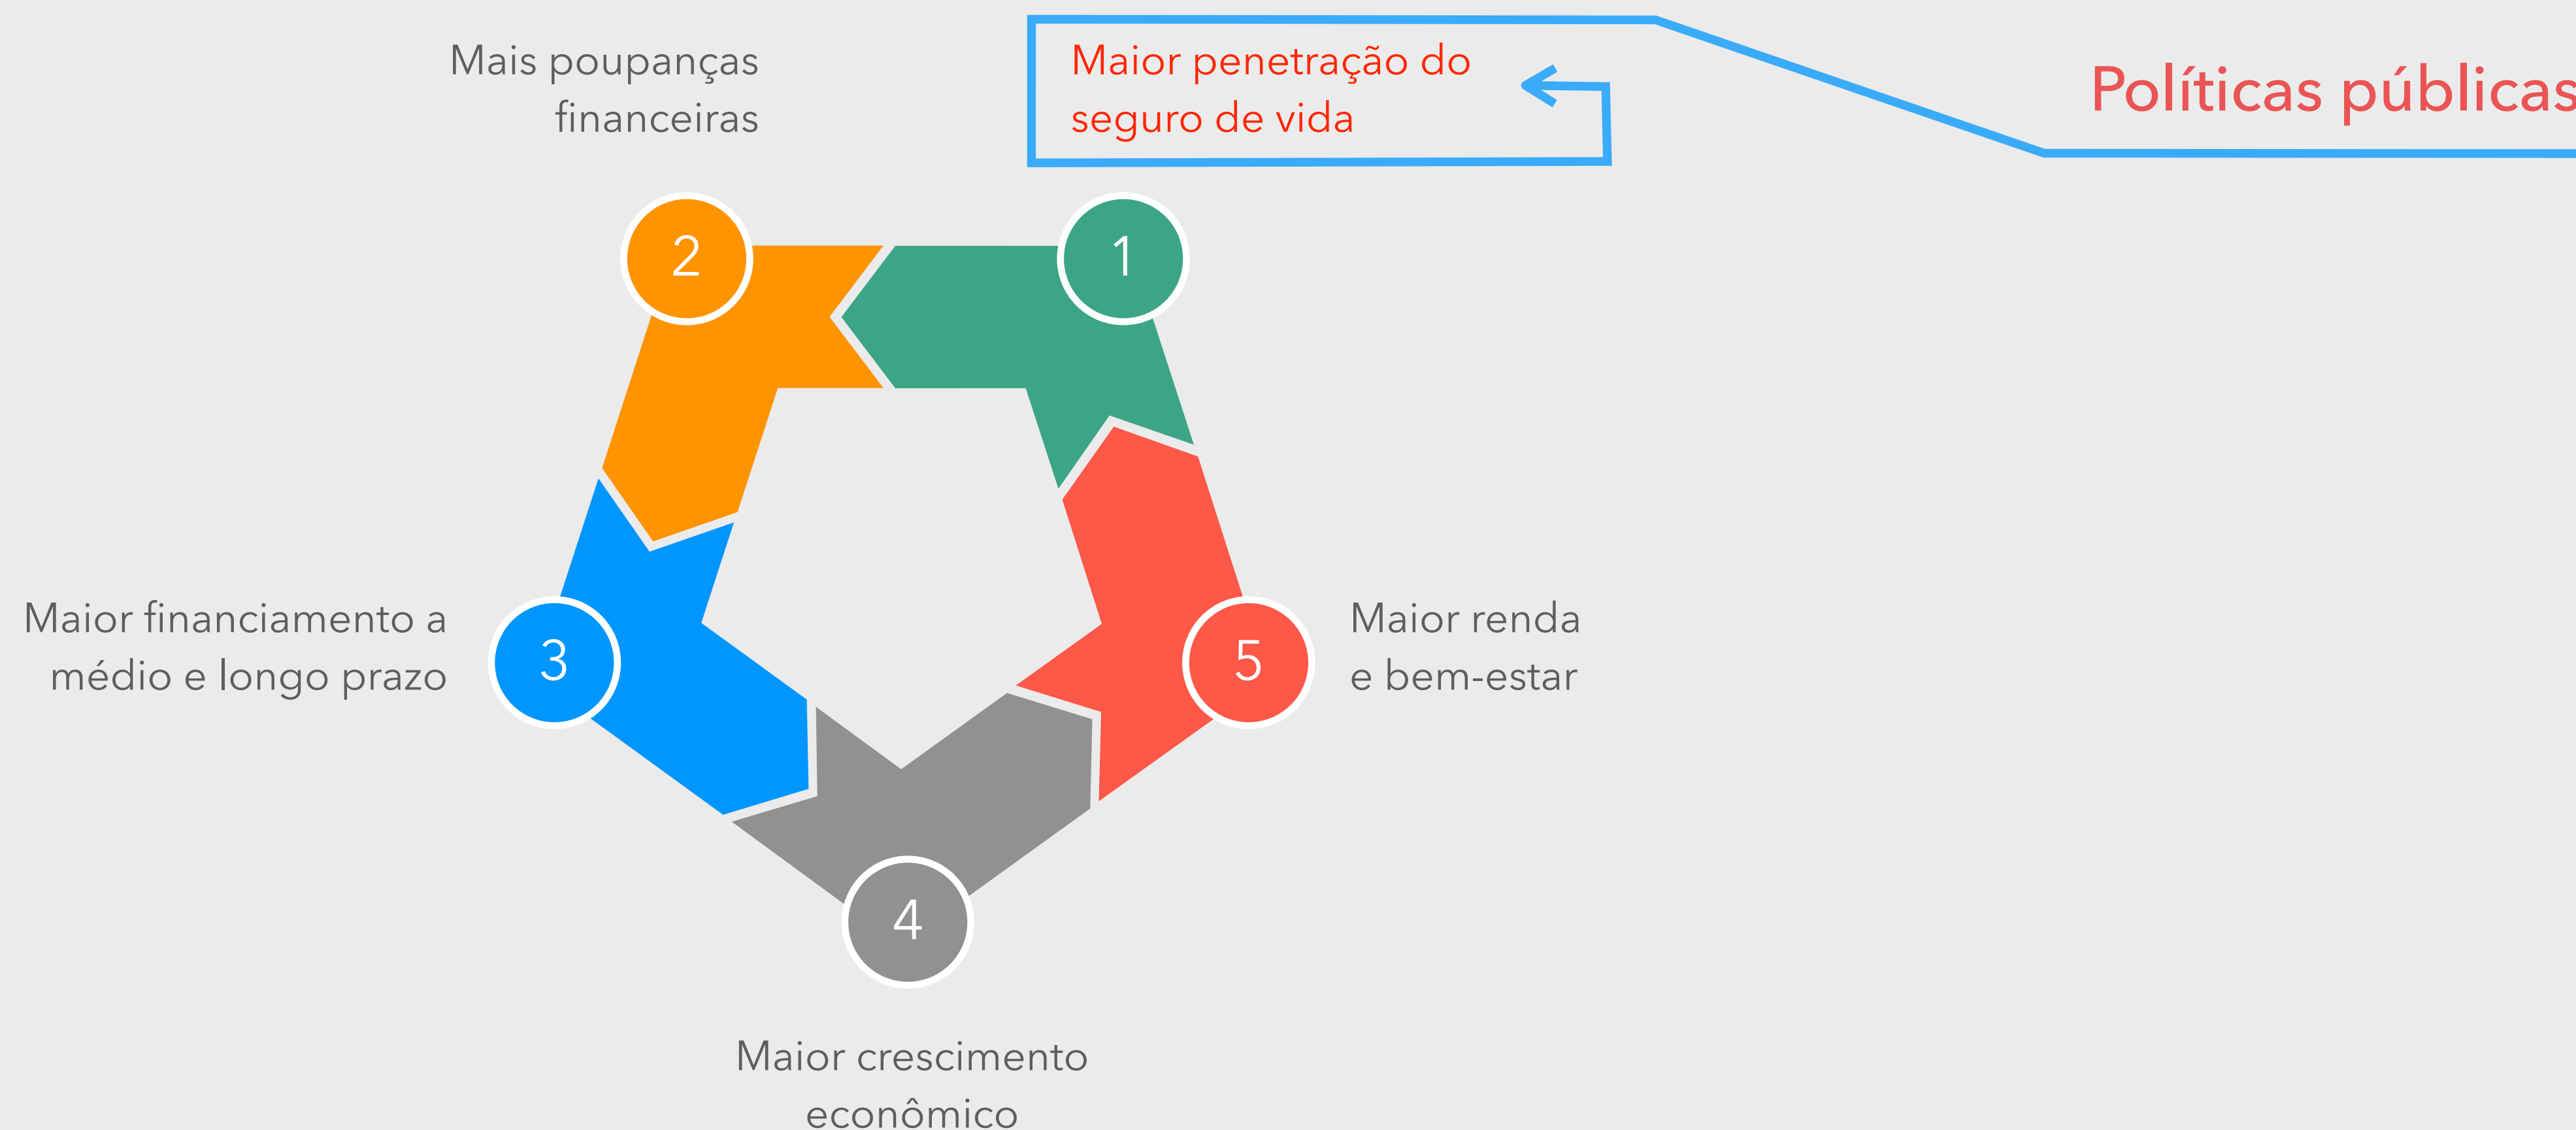 Mais poupanças
financeiras
Maior penetração do
seguro de vida
Políticas públicas
2
1
Maior financiamento a
médio e longo prazo
3
5
Maior renda
e bem-estar
4
Maior crescimento
econômico